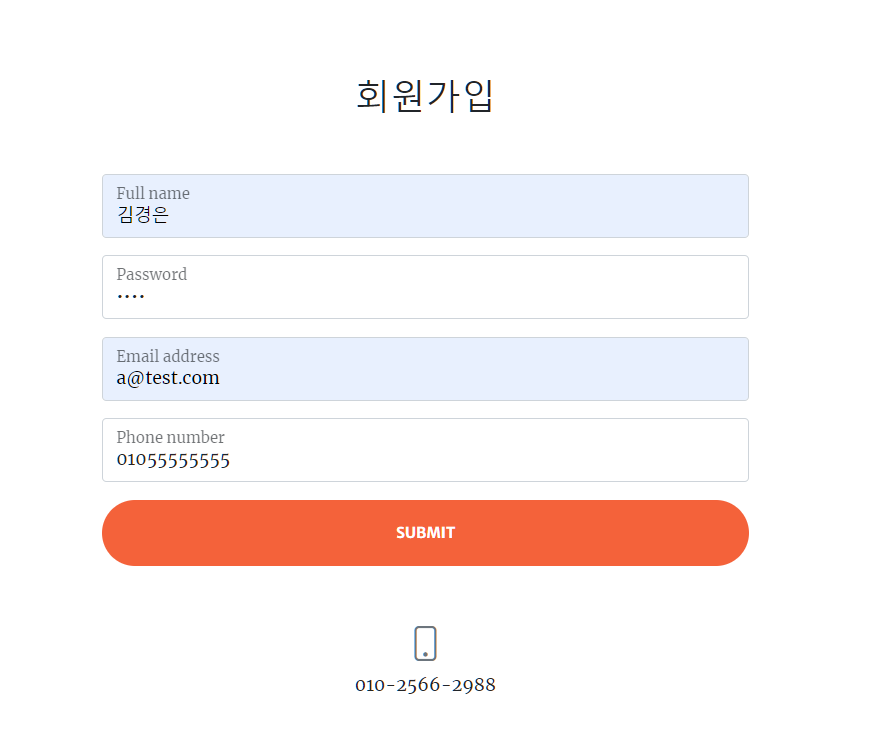 회원가입
Full name
김경은
Password
····
Email address
a@test.com
Phone number
01055555555
SUBMIT
010-2566-2988